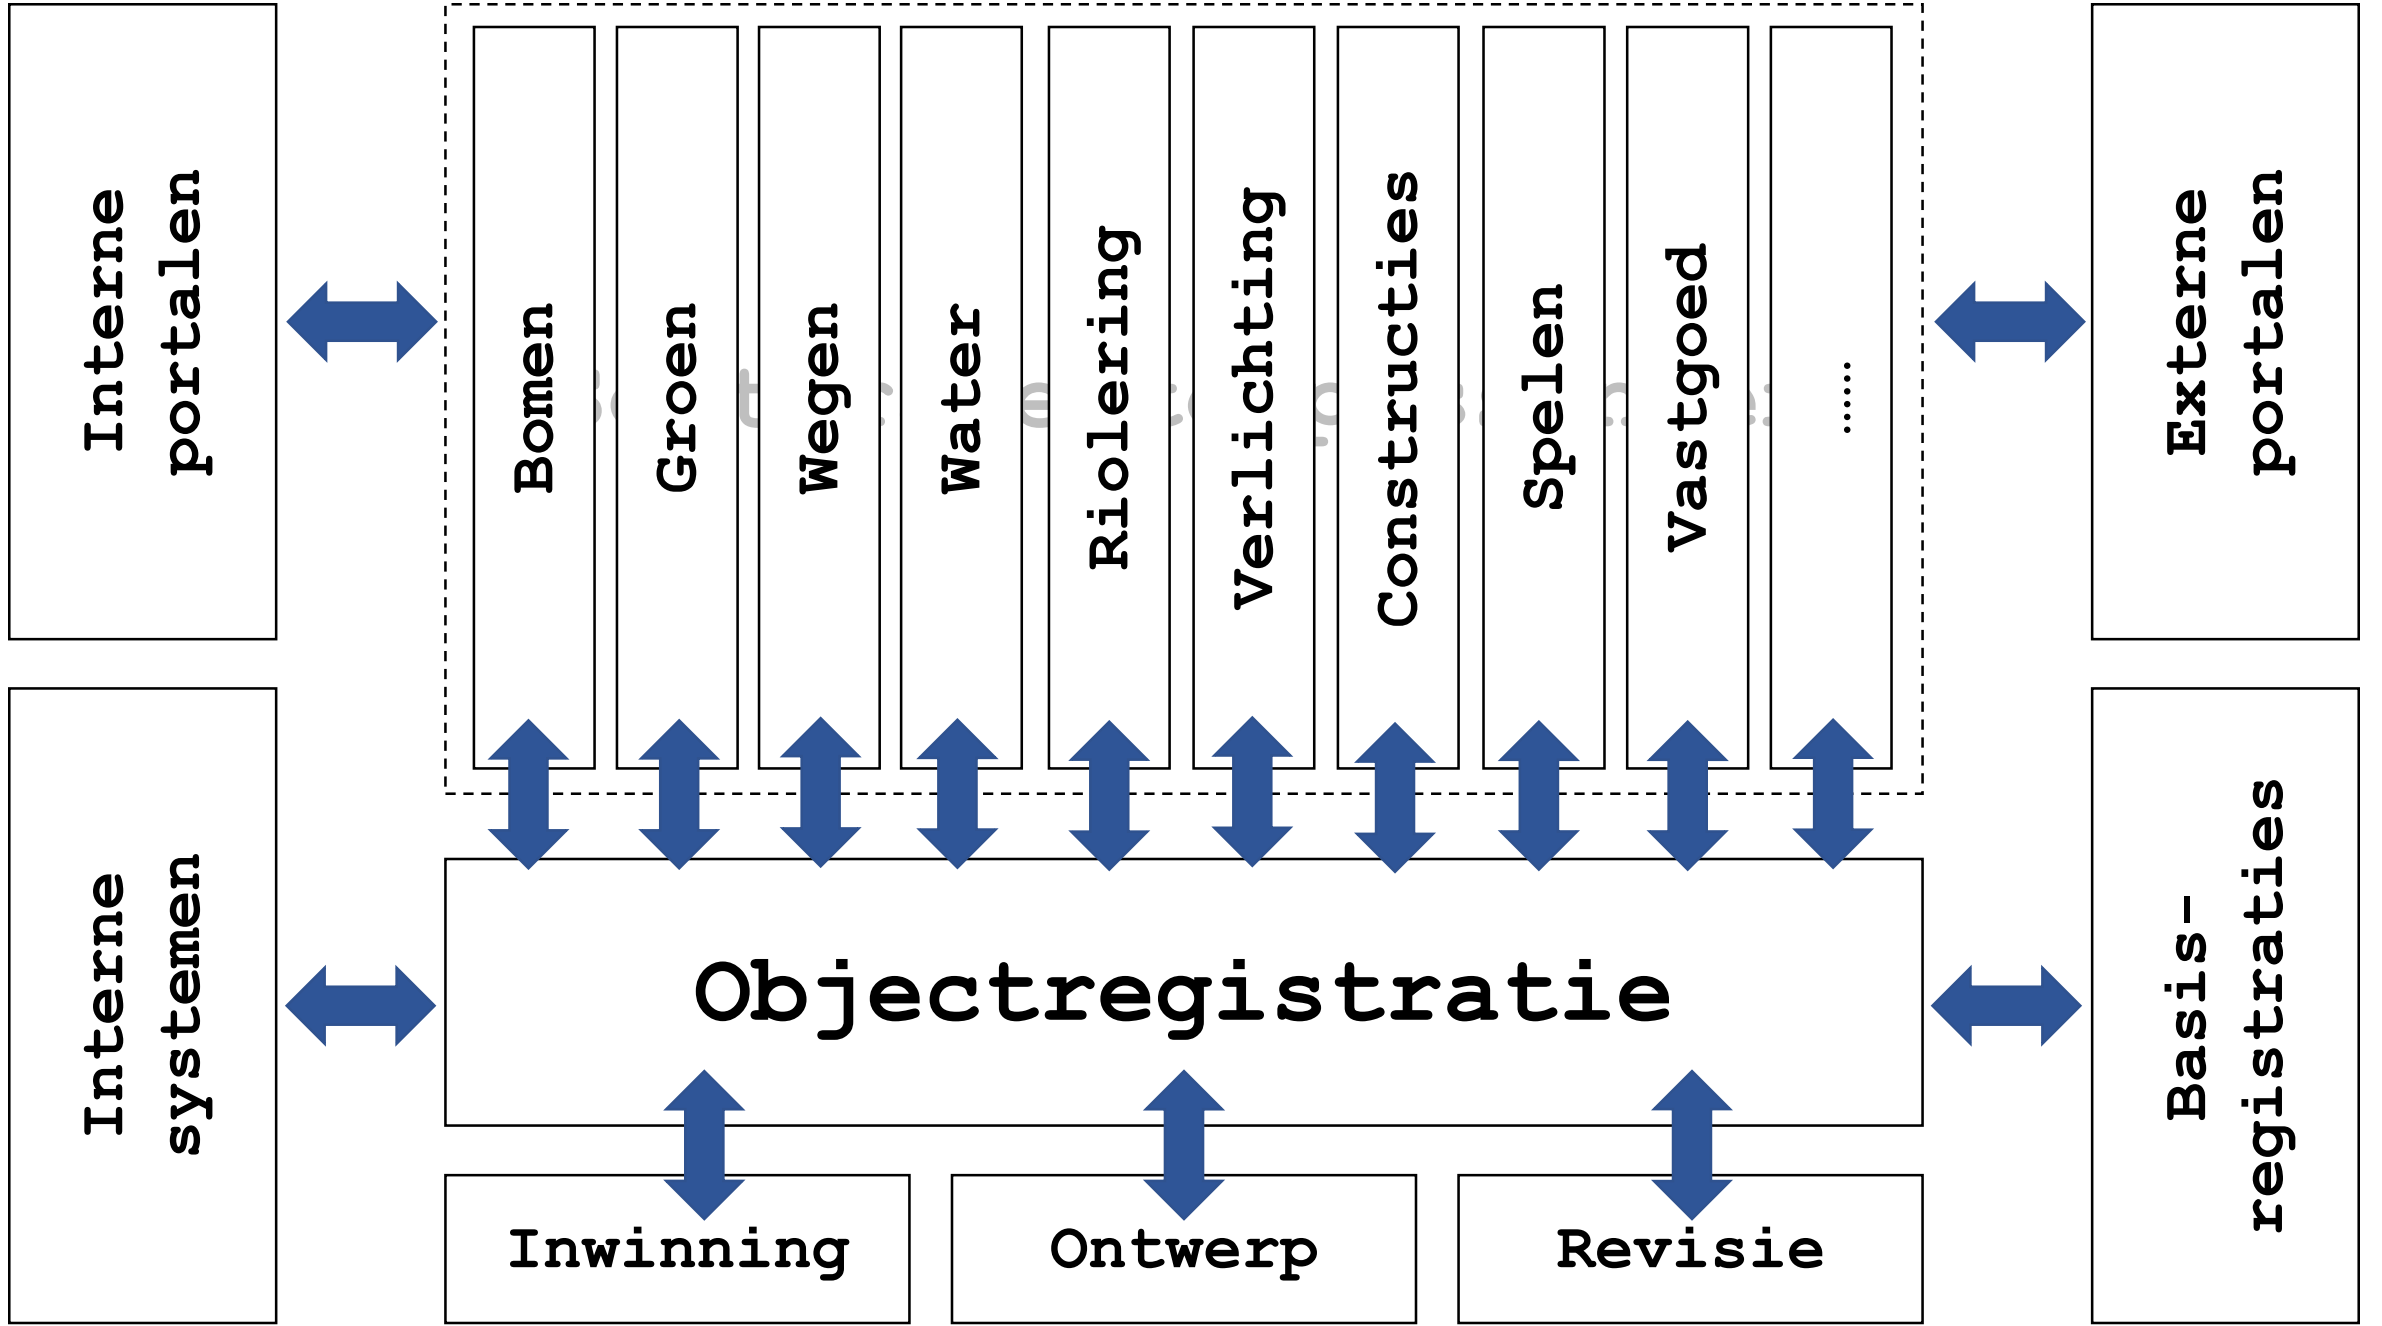 Interne
portalen
Bomen
Groen
Wegen
Water
Riolering
Verlichting
Constructies
Spelen
Vastgoed
......
Externe
portalen
Interne
systemen
Objectregistratie
Basis-
registraties
Inwinning
Ontwerp
Revisie